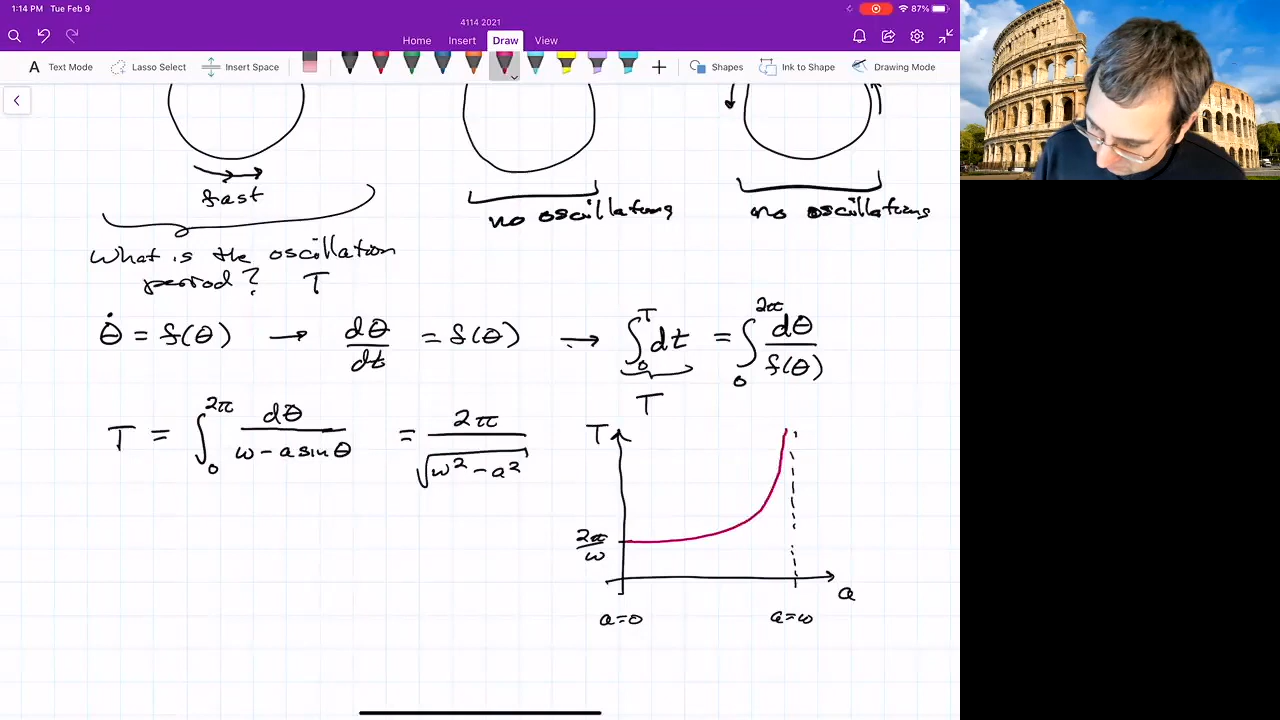 1:14 PM Tue Feb 9
87%
4114 2021
Home Insert Draw View
Text Mode Lasso Select Insert Space Shapes Ink to Shape Drawing Mode
fast
no oscillations
no oscillations
What is the oscillation
period? T
θ̇ = f(θ) → dθ/dt = f(θ) → ∫₀ᵀ dt = ∫₀^2π dθ/f(θ)
T
T = ∫₀^2π dθ/(ω - a sin θ) = 2π/√(ω² - a²)
T
2π/ω
a
a=0 a=ω